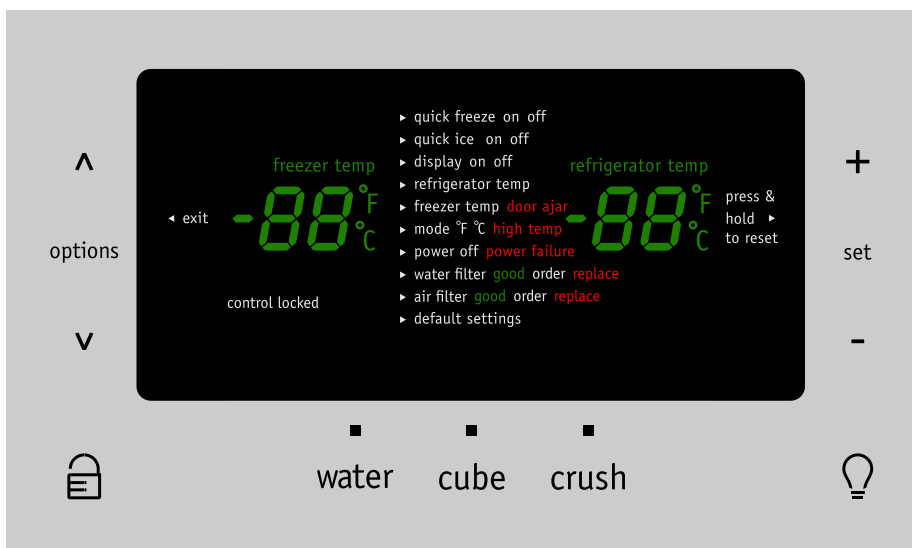 quick freeze on off
quick ice on off
display on off
refrigerator temp
freezer temp door ajar
mode °F °C high temp
power off power failure
water filter good order replace
air filter good order replace
default settings
freezer temp
-88 °F °C
exit
control locked
refrigerator temp
-88 °F °C
press &
hold
to reset
^
options
v
+
set
-
water
cube
crush